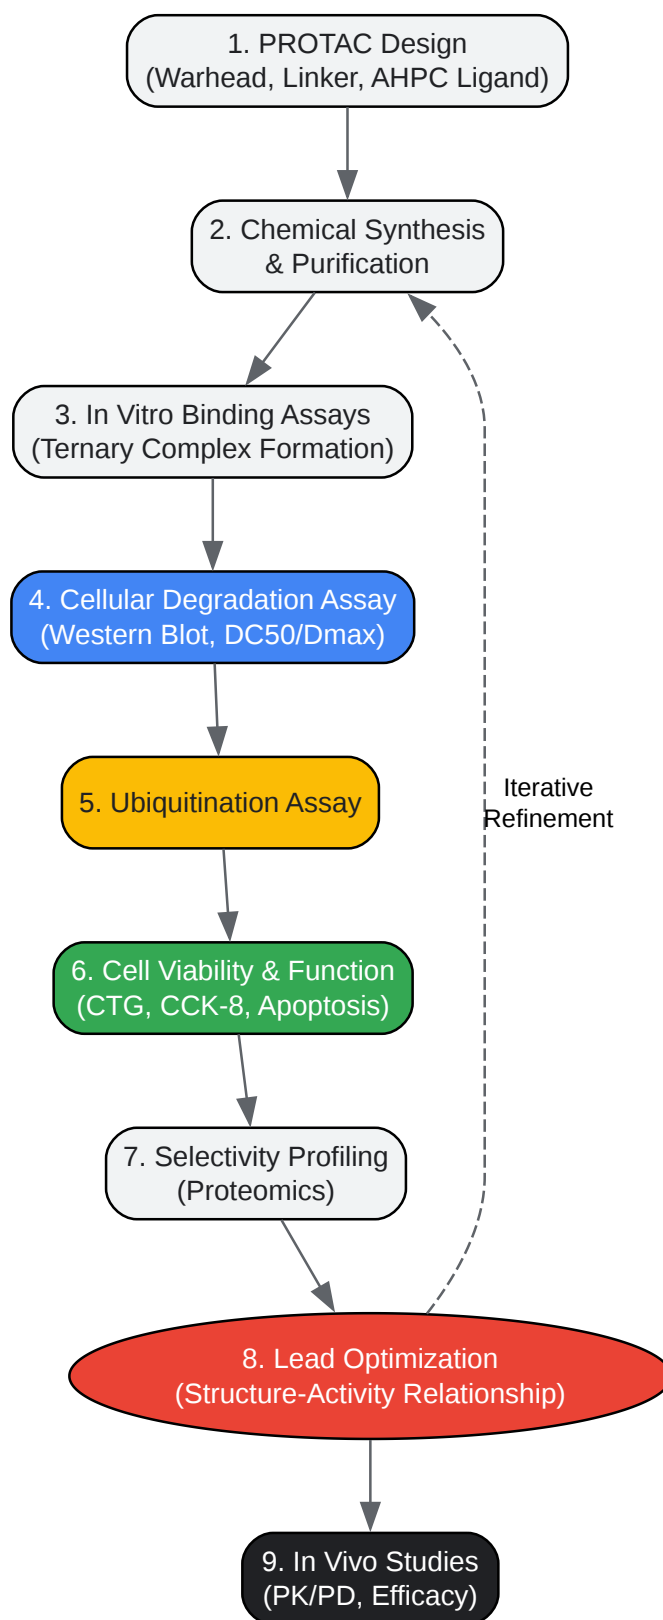 1. PROTAC Design
(Warhead, Linker, AHPC Ligand)
2. Chemical Synthesis
& Purification
3. In Vitro Binding Assays
(Ternary Complex Formation)
4. Cellular Degradation Assay
(Western Blot, DC50/Dmax)
5. Ubiquitination Assay
Iterative
Refinement
6. Cell Viability & Function
(CTG, CCK-8, Apoptosis)
7. Selectivity Profiling
(Proteomics)
8. Lead Optimization
(Structure-Activity Relationship)
9. In Vivo Studies
(PK/PD, Efficacy)